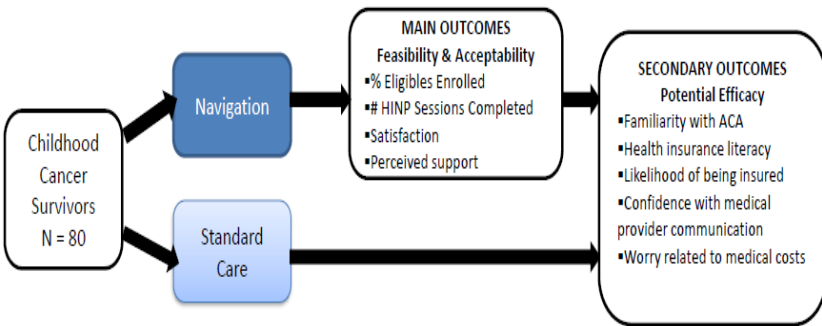 Childhood
Cancer
Survivors
N = 80
Navigation
Standard
Care
MAIN OUTCOMES
Feasibility & Acceptability
▪% Eligibles Enrolled
▪# HINP Sessions Completed
▪Satisfaction
▪Perceived support
SECONDARY OUTCOMES
Potential Efficacy
▪Familiarity with ACA
▪Health insurance literacy
▪Likelihood of being insured
▪Confidence with medical
provider communication
▪Worry related to medical costs